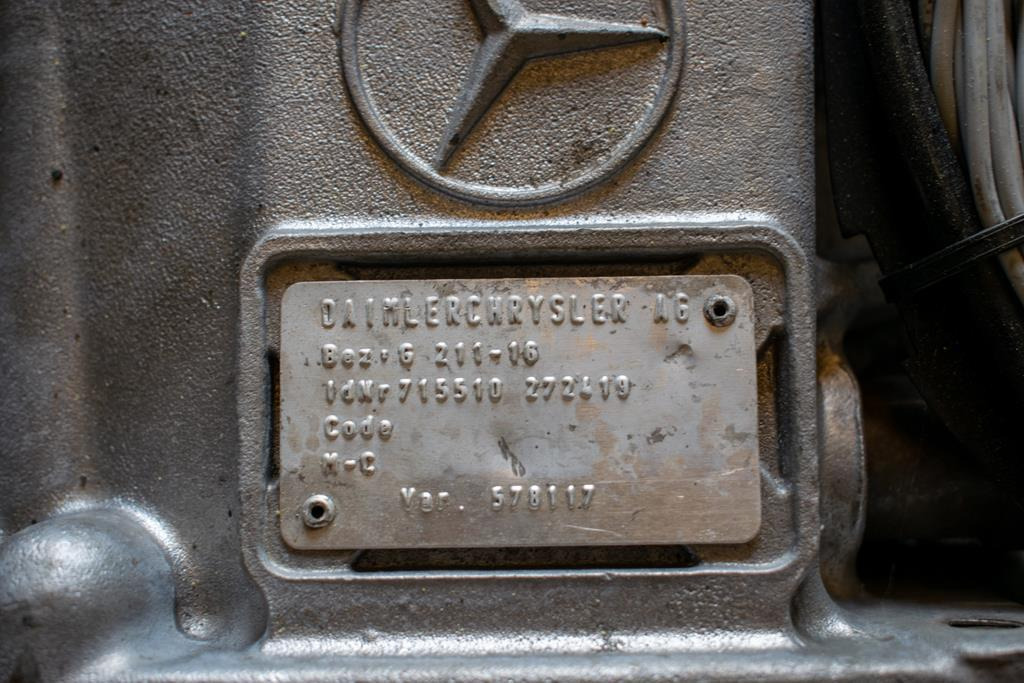 DAIMLERCHRYSLER AG
Bez. G 211-16
IdNr 715510 272419
Code
M-C
Var. 578117